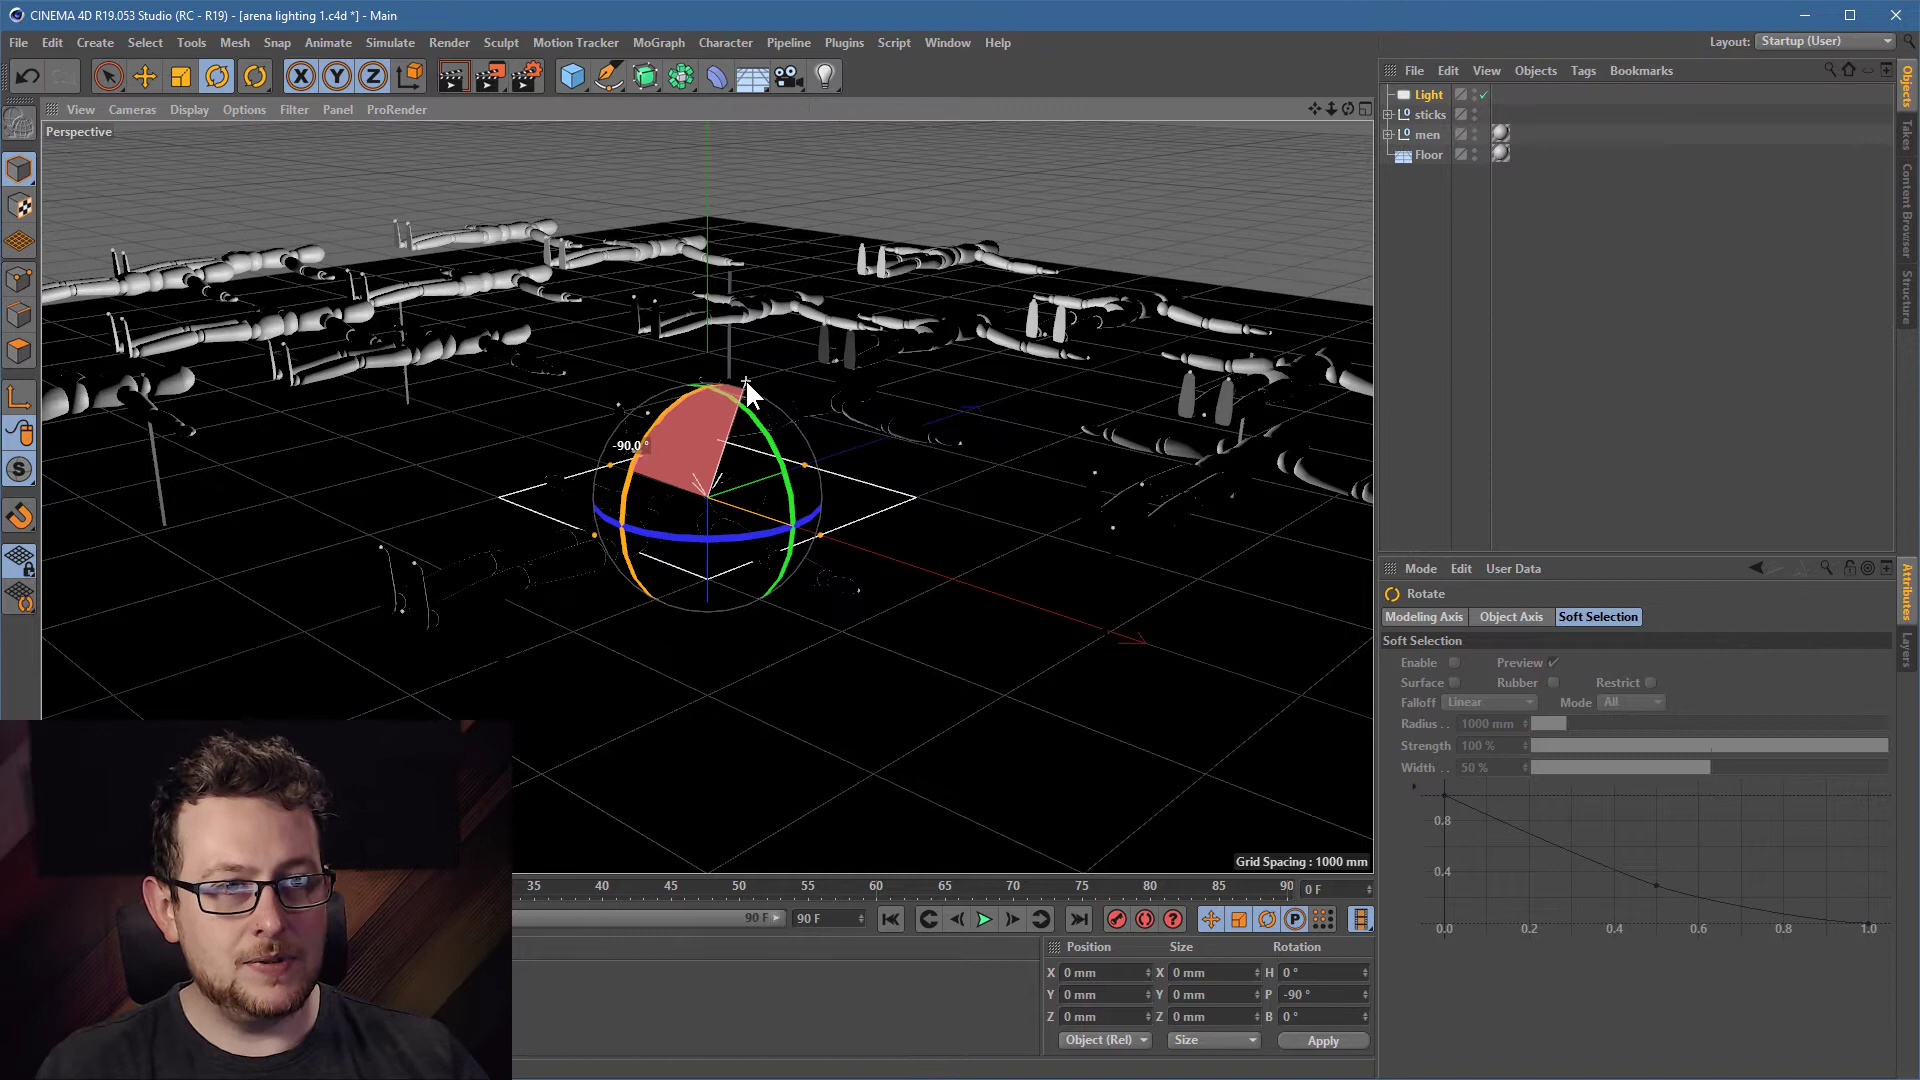 CINEMA 4D R19.053 Studio (RC - R19) - [arena lighting 1.c4d *] - Main
File Edit Create Select Tools Mesh Snap Animate Simulate Render Sculpt Motion Tracker MoGraph Character Pipeline Plugins Script Window Help
Layout: Startup (User)
X Y Z
File Edit View Objects Tags Bookmarks
View Cameras Display Options Filter Panel ProRender
Perspective
Light
sticks
men
Floor
Objects
Takes
Content Browser
Structure
-90.0 °
Grid Spacing : 1000 mm
Mode Edit User Data
Rotate
Modeling Axis Object Axis Soft Selection
Soft Selection
Enable Preview
Surface Rubber Restrict
Falloff Linear Mode All
Radius . . 1000 mm
Strength 100 %
Width . . 50 %
0.8
0.4
0.0 0.2 0.4 0.6 0.8 1.0
Attributes
Layers
35 40 45 50 55 60 65 70 75 80 85 90
0 F
90 F 90 F
Position Size Rotation
X 0 mm X 0 mm H 0 °
Y 0 mm Y 0 mm P -90 °
Z 0 mm Z 0 mm B 0 °
Object (Rel) Size Apply